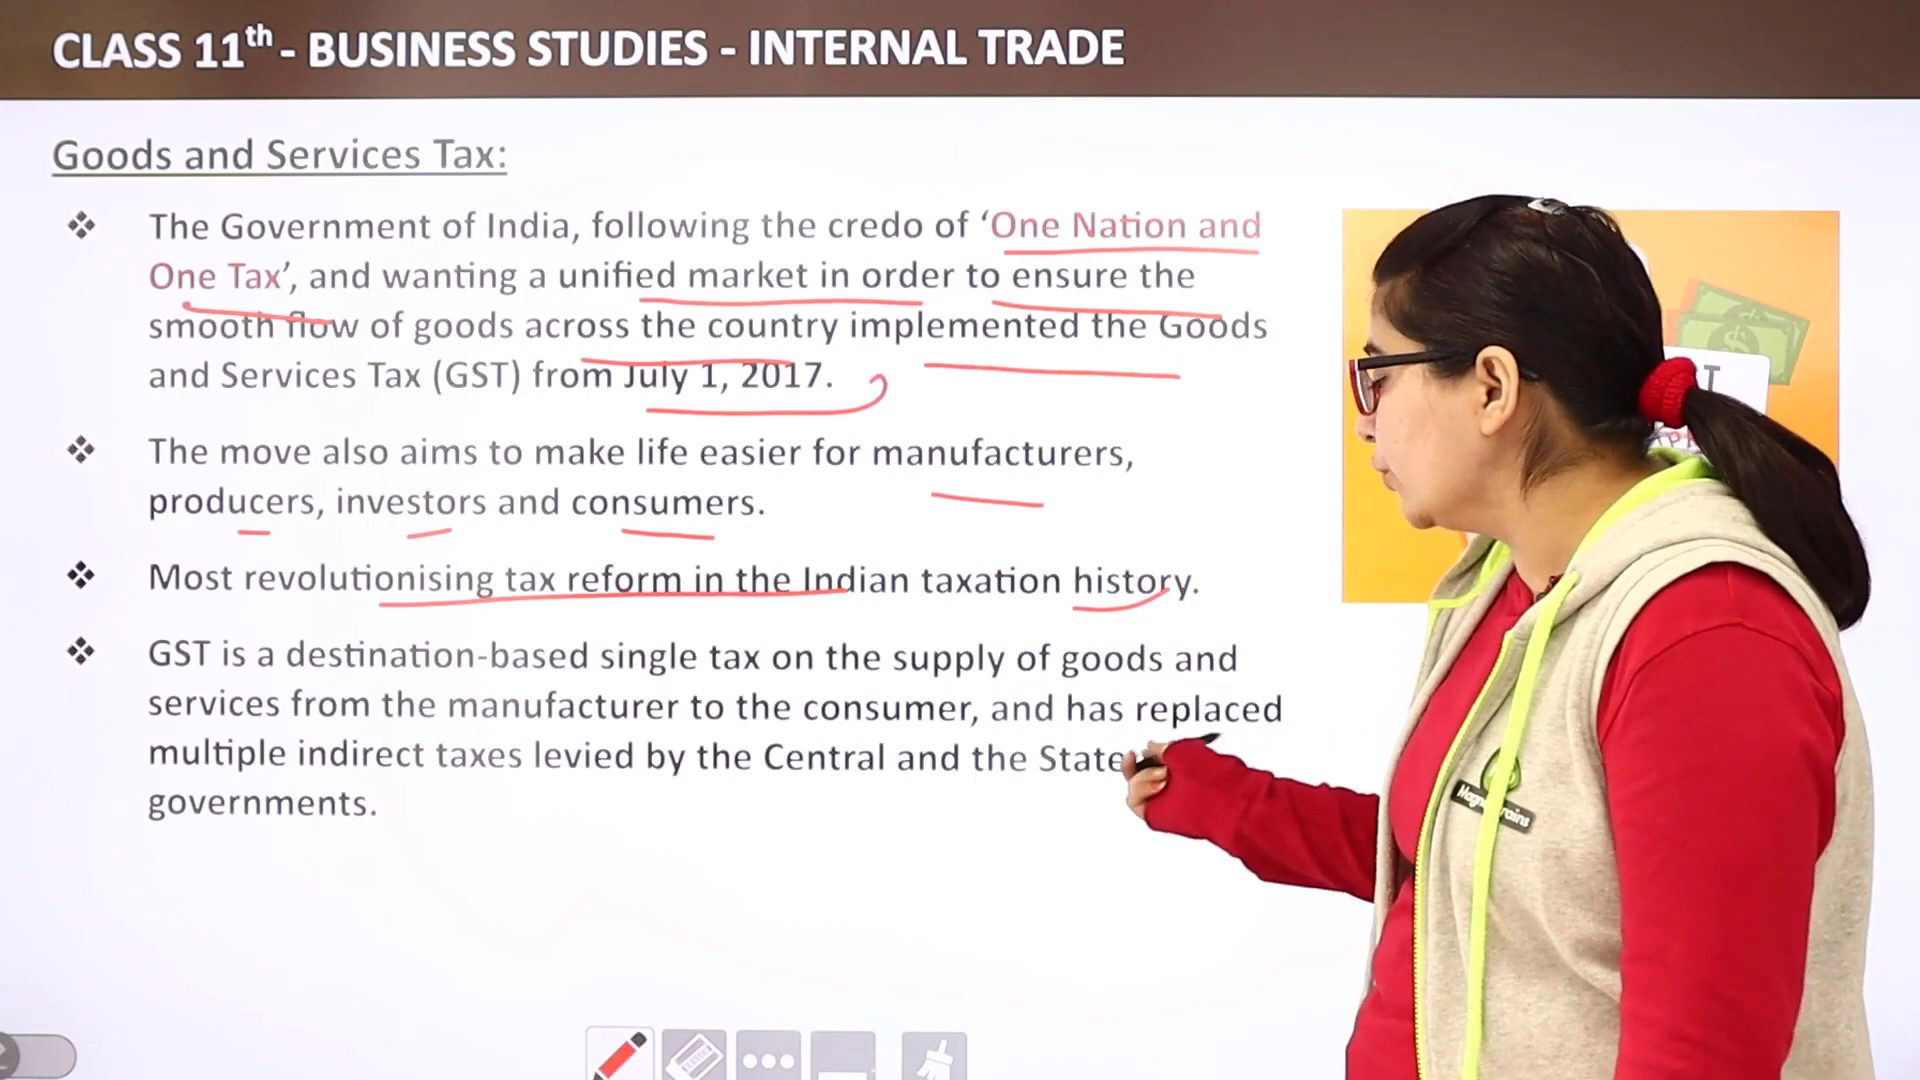 CLASS 11th - BUSINESS STUDIES - INTERNAL TRADE
Goods and Services Tax:
❖ The Government of India, following the credo of ‘One Nation and
One Tax’, and wanting a unified market in order to ensure the
smooth flow of goods across the country implemented the Goods
and Services Tax (GST) from July 1, 2017.
❖ The move also aims to make life easier for manufacturers,
producers, investors and consumers.
❖ Most revolutionising tax reform in the Indian taxation history.
❖ GST is a destination-based single tax on the supply of goods and
services from the manufacturer to the consumer, and has replaced
multiple indirect taxes levied by the Central and the State
governments.